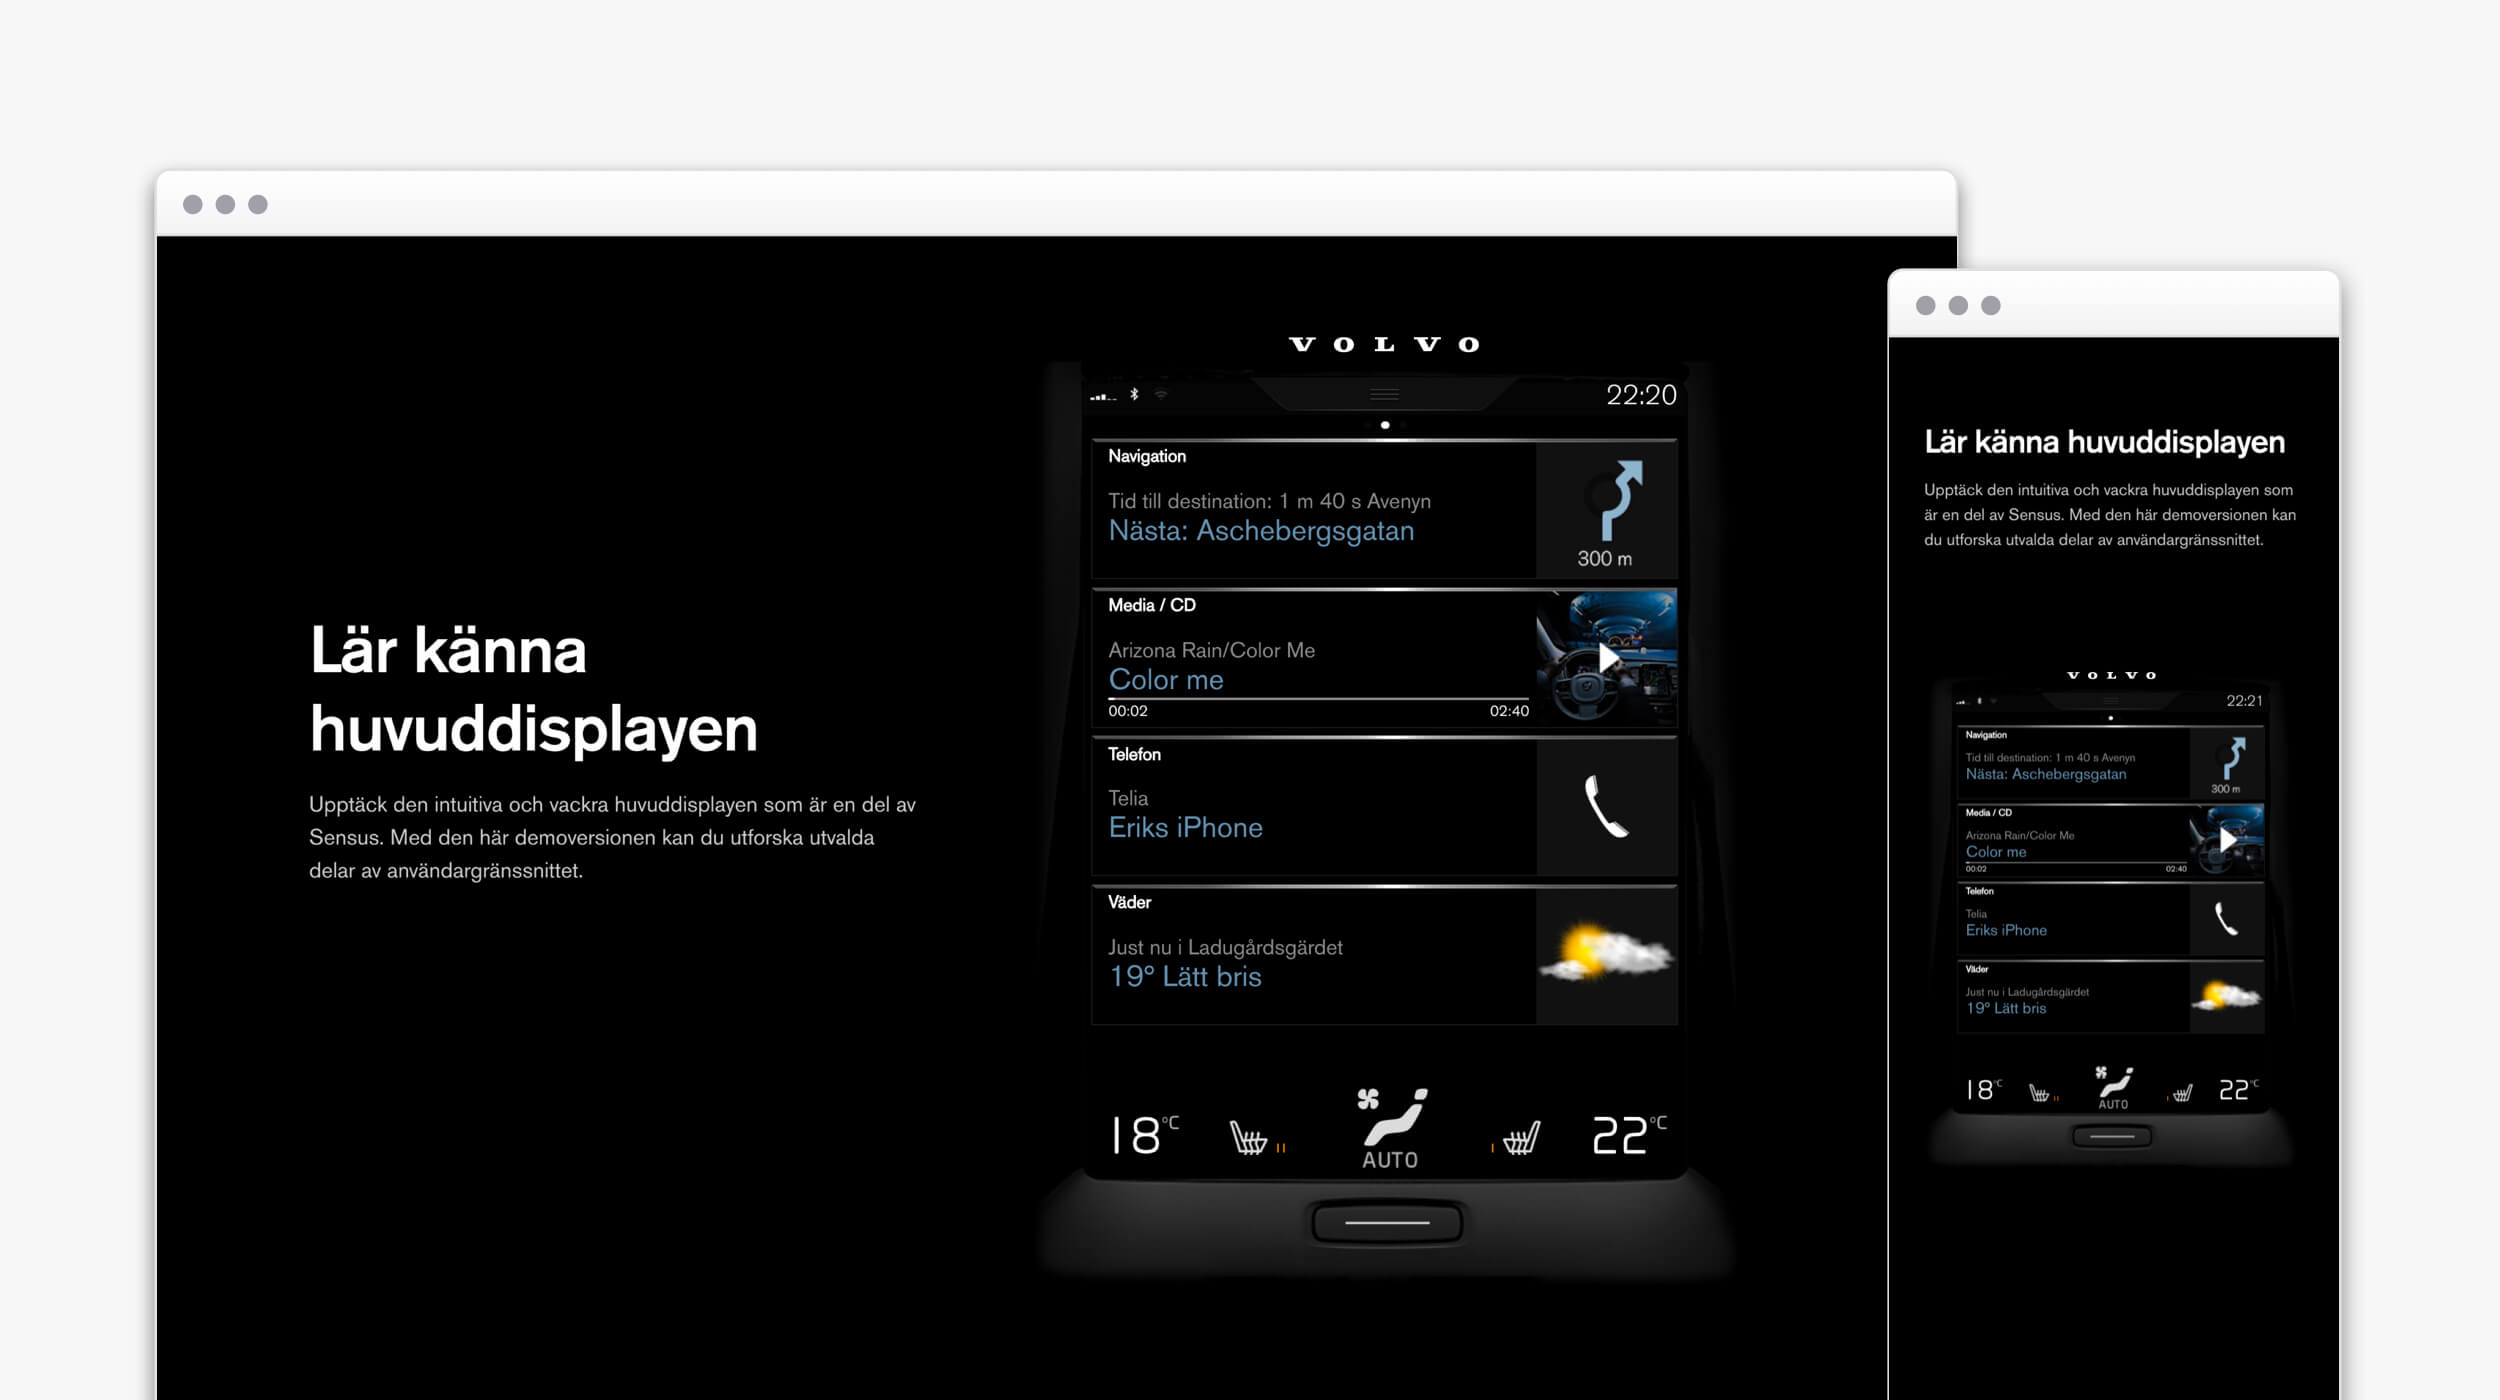 Lär känna
huvuddisplayen
Upptäck den intuitiva och vackra huvuddisplayen som är en del av
Sensus. Med den här demoversionen kan du utforska utvalda
delar av användargränssnittet.
VOLVO
22:20
Navigation
Tid till destination: 1 m 40 s Avenyn
Nästa: Aschebergsgatan
300 m
Media / CD
Arizona Rain/Color Me
Color me
00:02 02:40
Telefon
Telia
Eriks iPhone
Väder
Just nu i Ladugårdsgärdet
19° Lätt bris
18°C 22°C
AUTO
Lär känna huvuddisplayen
Upptäck den intuitiva och vackra huvuddisplayen som
är en del av Sensus. Med den här demoversionen kan
du utforska utvalda delar av användargränssnittet.
VOLVO
22:21
Navigation
Tid till destination: 1 m 40 s Avenyn
Nästa: Aschebergsgatan
300 m
Media / CD
Arizona Rain/Color Me
Color me
00:02 02:40
Telefon
Telia
Eriks iPhone
Väder
Just nu i Ladugårdsgärdet
19° Lätt bris
18°C 22°C
AUTO